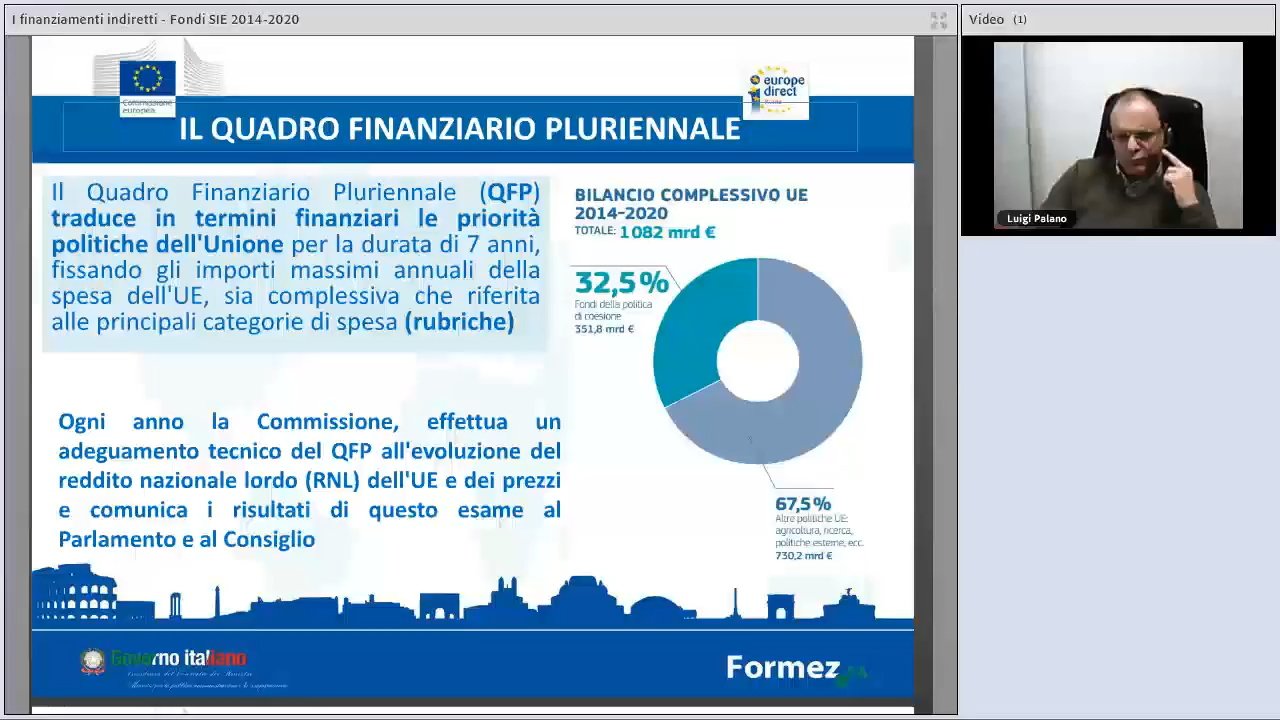 I finanziamenti indiretti - Fondi SIE 2014-2020
Video (1)
Luigi Palano
Commissione
europea
europe
direct
IL QUADRO FINANZIARIO PLURIENNALE
Il Quadro Finanziario Pluriennale (QFP)
traduce in termini finanziari le priorità
politiche dell'Unione per la durata di 7 anni,
fissando gli importi massimi annuali della
spesa dell'UE, sia complessiva che riferita
alle principali categorie di spesa (rubriche)
Ogni anno la Commissione, effettua un
adeguamento tecnico del QFP all'evoluzione del
reddito nazionale lordo (RNL) dell'UE e dei prezzi
e comunica i risultati di questo esame al
Parlamento e al Consiglio
BILANCIO COMPLESSIVO UE
2014-2020
TOTALE: 1 082 mrd €
32,5%
Fondi della politica
di coesione
351,8 mrd €
67,5%
Altre politiche UE:
agricoltura, ricerca,
politiche esteme, ecc.
730,2 mrd €
Governo italiano
Formez